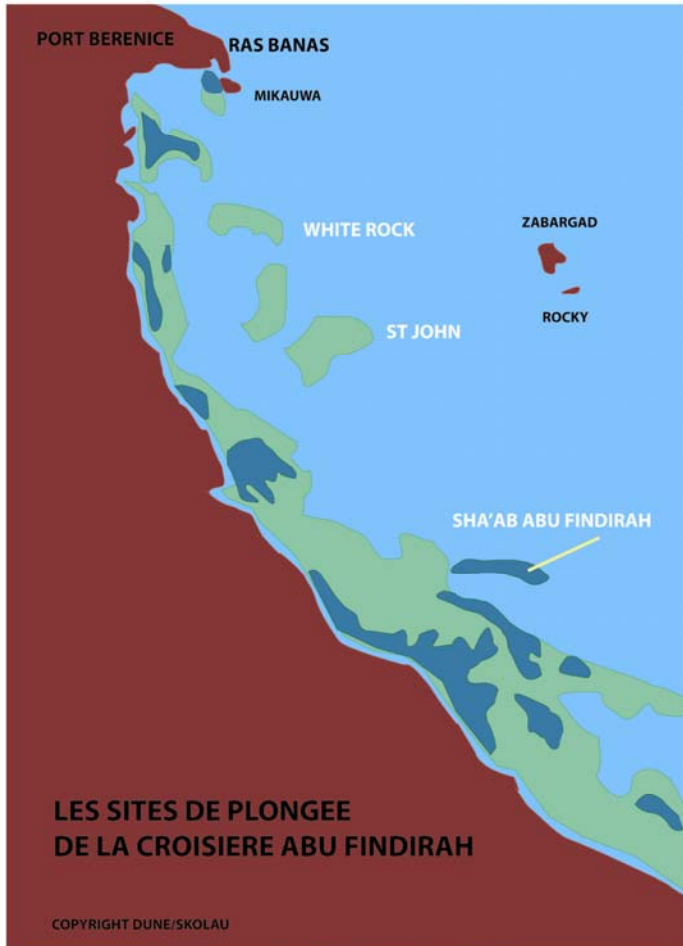 PORT BERENICE
RAS BANAS
MIKAUWA
WHITE ROCK
ZABARGAD
ROCKY
ST JOHN
SHA'AB ABU FINDIRAH
LES SITES DE PLONGEE
DE LA CROISIERE ABU FINDIRAH
COPYRIGHT DUNE/SKOLAU